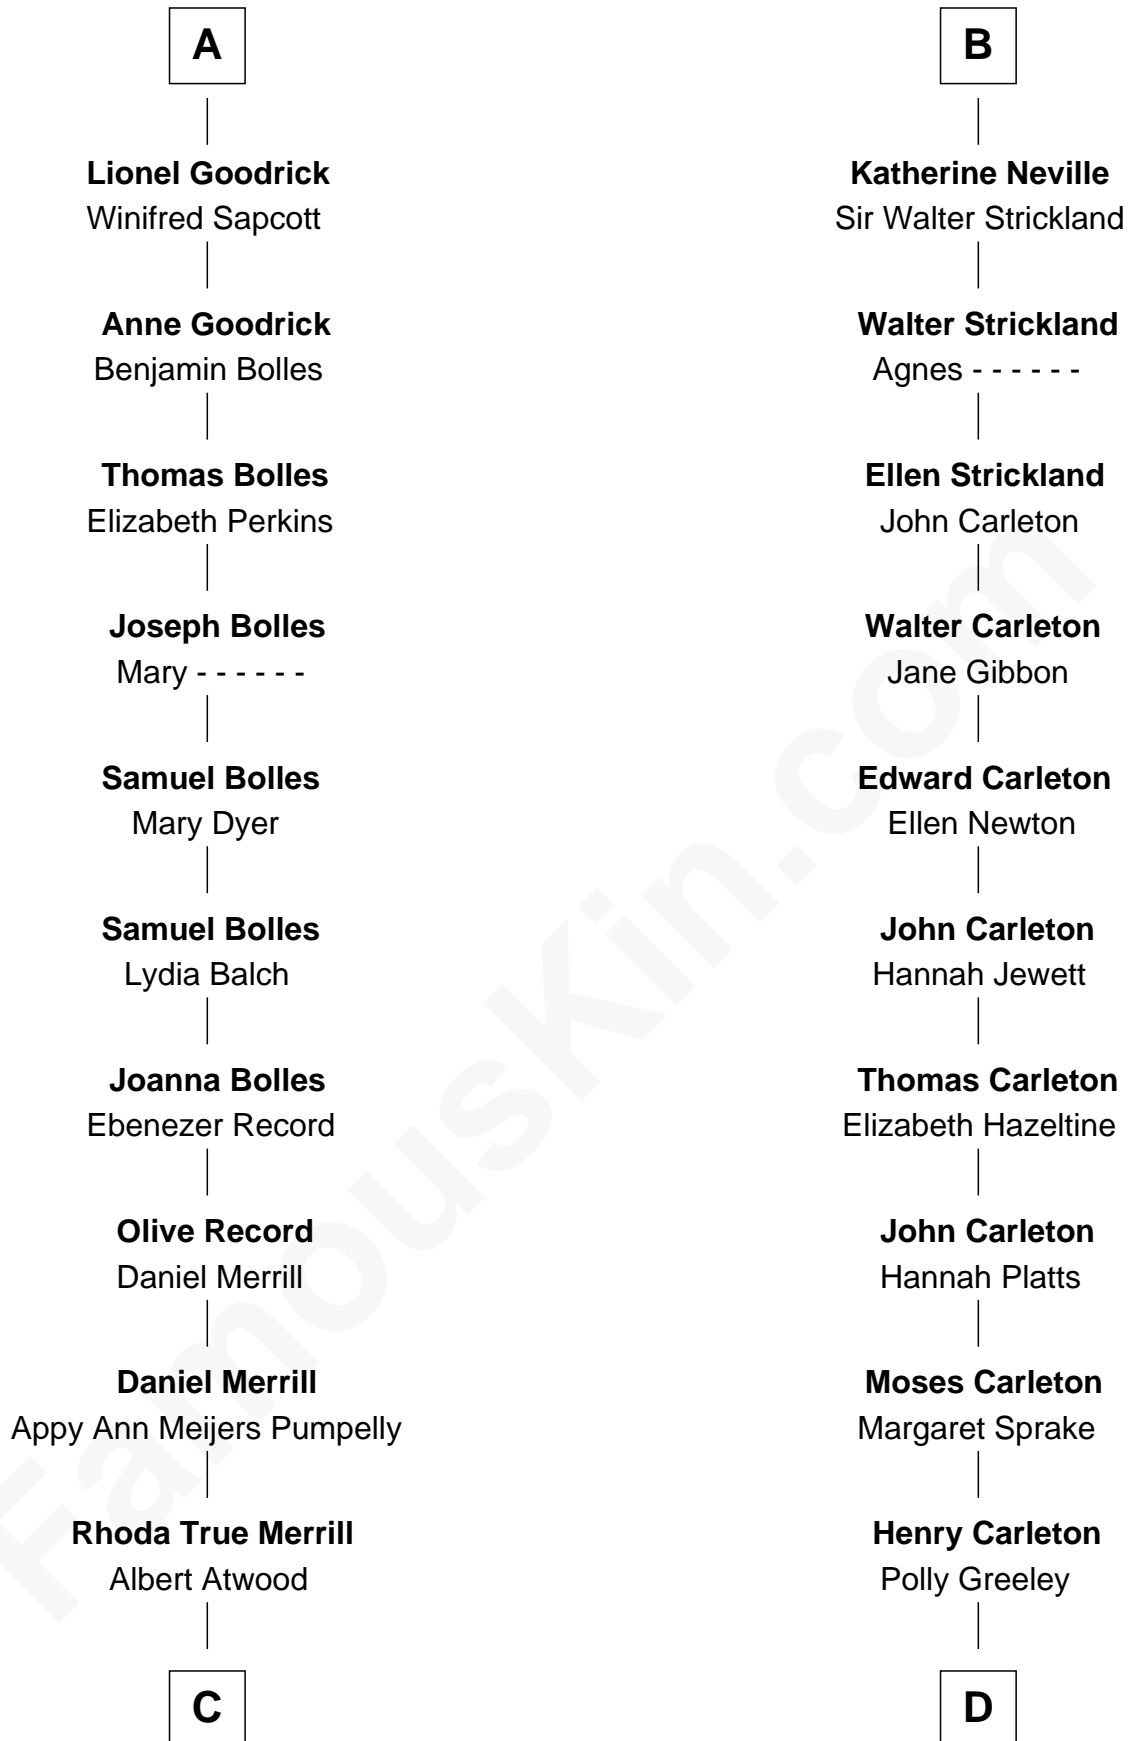 A
Lionel Goodrick
Winifred Sapcott
Anne Goodrick
Benjamin Bolles
Thomas Bolles
Elizabeth Perkins
Joseph Bolles
Mary - - - - - -
Samuel Bolles
Mary Dyer
Samuel Bolles
Lydia Balch
Joanna Bolles
Ebenezer Record
Olive Record
Daniel Merrill
Daniel Merrill
Appy Ann Meijers Pumpelly
Rhoda True Merrill
Albert Atwood
C
B
Katherine Neville
Sir Walter Strickland
Walter Strickland
Agnes - - - - - -
Ellen Strickland
John Carleton
Walter Carleton
Jane Gibbon
Edward Carleton
Ellen Newton
John Carleton
Hannah Jewett
Thomas Carleton
Elizabeth Hazeltine
John Carleton
Hannah Platts
Moses Carleton
Margaret Sprake
Henry Carleton
Polly Greeley
D
FamousKin.com